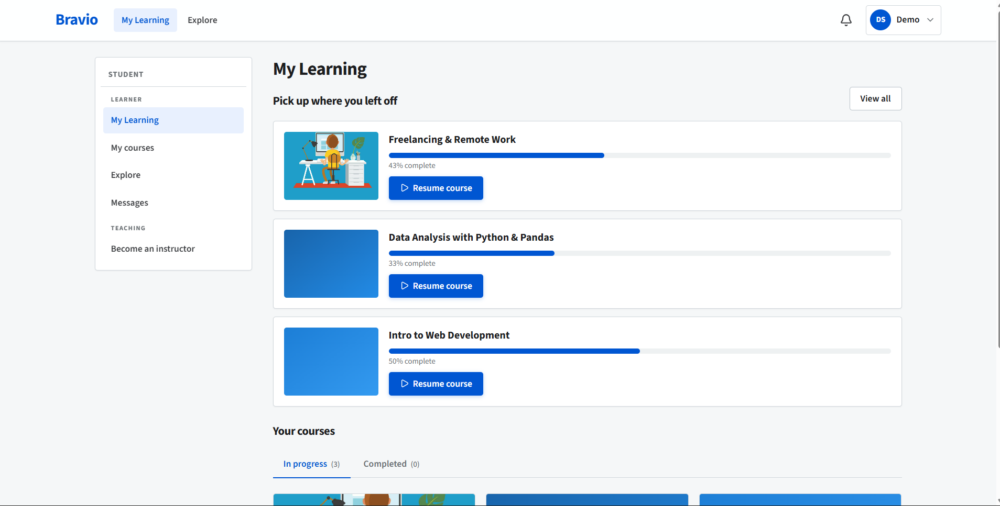 Bravio
My Learning
Explore
DS
Demo
STUDENT
LEARNER
My Learning
My courses
Explore
Messages
TEACHING
Become an instructor
My Learning
Pick up where you left off
View all
Freelancing & Remote Work
43% complete
Resume course
Data Analysis with Python & Pandas
33% complete
Resume course
Intro to Web Development
50% complete
Resume course
Your courses
In progress (3)
Completed (0)